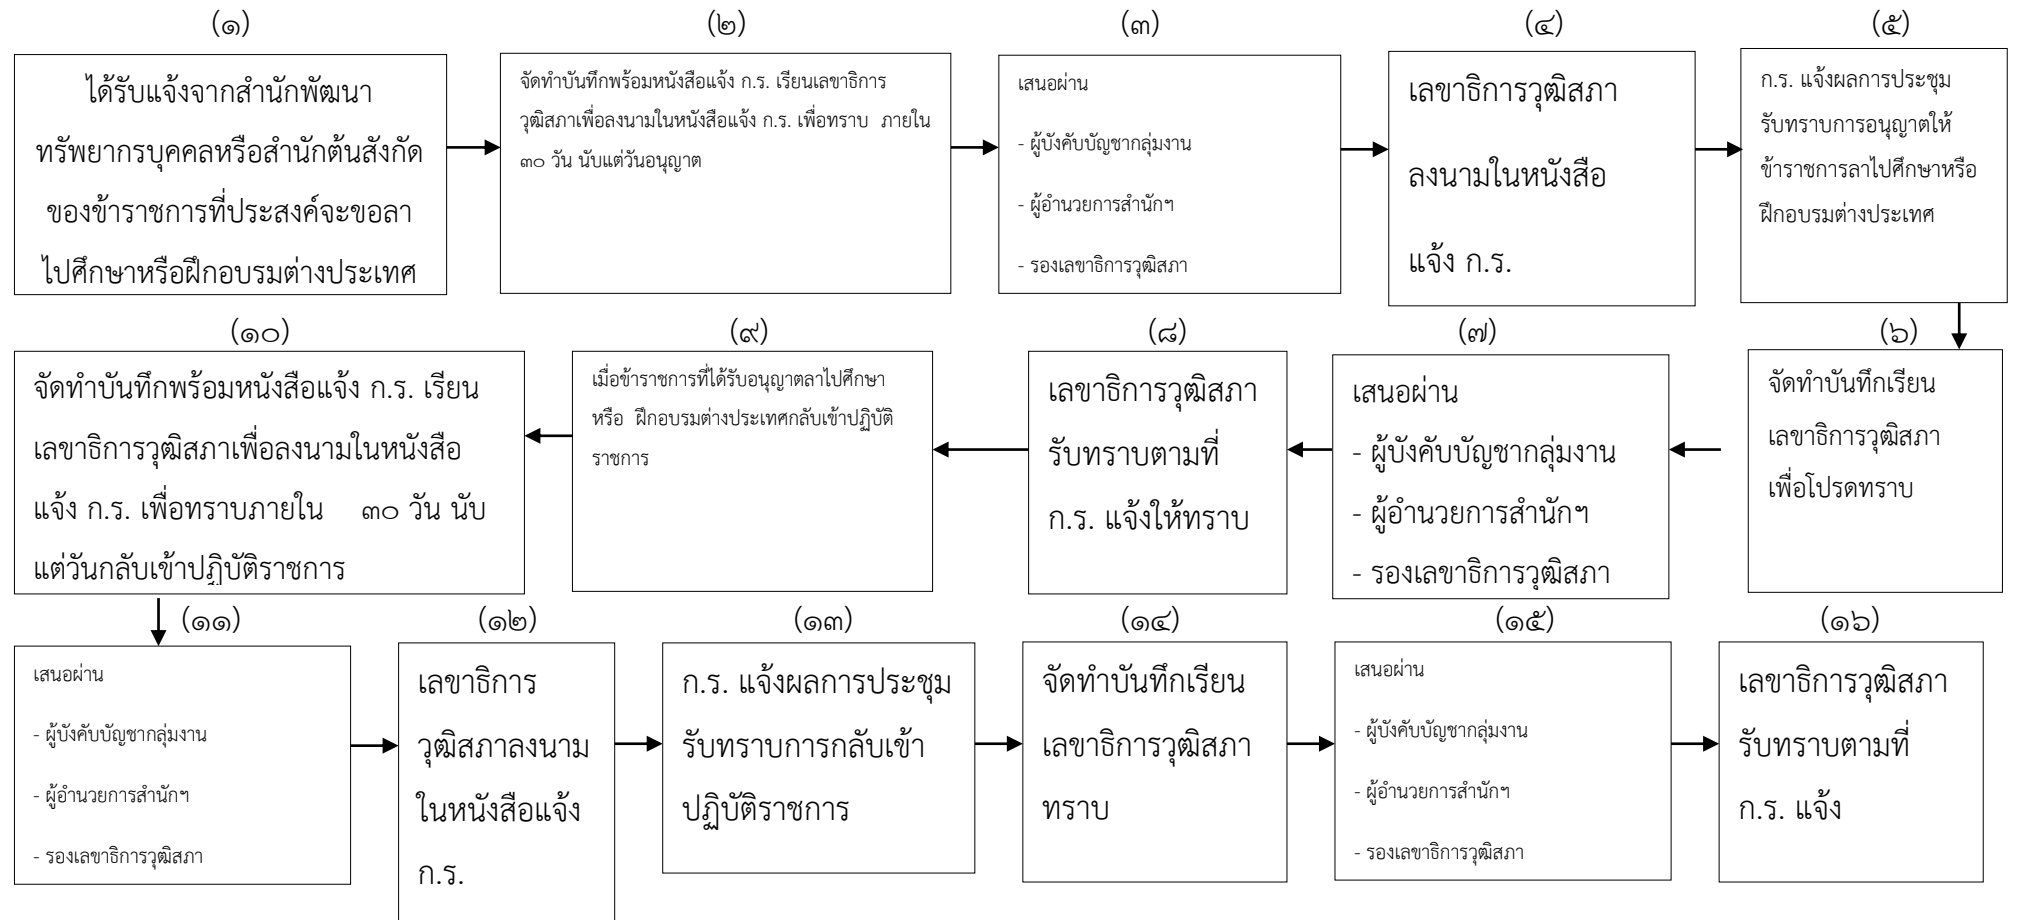 (๑)
ได้รับแจ้งจากสำนักพัฒนา
ทรัพยากรบุคคลหรือสำนักต้นสังกัด
ของข้าราชการที่ประสงค์จะขอลา
ไปศึกษาหรือฝึกอบรมต่างประเทศ
(๒)
จัดทำบันทึกพร้อมหนังสือแจ้ง ก.ร. เรียนเลขาธิการ
วุฒิสภาเพื่อลงนามในหนังสือแจ้ง ก.ร. เพื่อทราบ ภายใน
๓๐ วัน นับแต่วันอนุญาต
(๓)
เสนอผ่าน
- ผู้บังคับบัญชากลุ่มงาน
- ผู้อำนวยการสำนักฯ
- รองเลขาธิการวุฒิสภา
(๔)
เลขาธิการวุฒิสภา
ลงนามในหนังสือ
แจ้ง ก.ร.
(๕)
ก.ร. แจ้งผลการประชุม
รับทราบการอนุญาตให้
ข้าราชการลาไปศึกษาหรือ
ฝึกอบรมต่างประเทศ
(๖)
จัดทำบันทึกเรียน
เลขาธิการวุฒิสภา
เพื่อโปรดทราบ
(๗)
เสนอผ่าน
- ผู้บังคับบัญชากลุ่มงาน
- ผู้อำนวยการสำนักฯ
- รองเลขาธิการวุฒิสภา
(๘)
เลขาธิการวุฒิสภา
รับทราบตามที่
ก.ร. แจ้งให้ทราบ
(๙)
เมื่อข้าราชการที่ได้รับอนุญาตลาไปศึกษา
หรือ ฝึกอบรมต่างประเทศกลับเข้าปฏิบัติ
ราชการ
(๑๐)
จัดทำบันทึกพร้อมหนังสือแจ้ง ก.ร. เรียน
เลขาธิการวุฒิสภาเพื่อลงนามในหนังสือ
แจ้ง ก.ร. เพื่อทราบภายใน ๓๐ วัน นับ
แต่วันกลับเข้าปฏิบัติราชการ
(๑๑)
เสนอผ่าน
- ผู้บังคับบัญชากลุ่มงาน
- ผู้อำนวยการสำนักฯ
- รองเลขาธิการวุฒิสภา
(๑๒)
เลขาธิการ
วุฒิสภาลงนาม
ในหนังสือแจ้ง
ก.ร.
(๑๓)
ก.ร. แจ้งผลการประชุม
รับทราบการกลับเข้า
ปฏิบัติราชการ
(๑๔)
จัดทำบันทึกเรียน
เลขาธิการวุฒิสภา
ทราบ
(๑๕)
เสนอผ่าน
- ผู้บังคับบัญชากลุ่มงาน
- ผู้อำนวยการสำนักฯ
- รองเลขาธิการวุฒิสภา
(๑๖)
เลขาธิการวุฒิสภา
รับทราบตามที่
ก.ร. แจ้ง